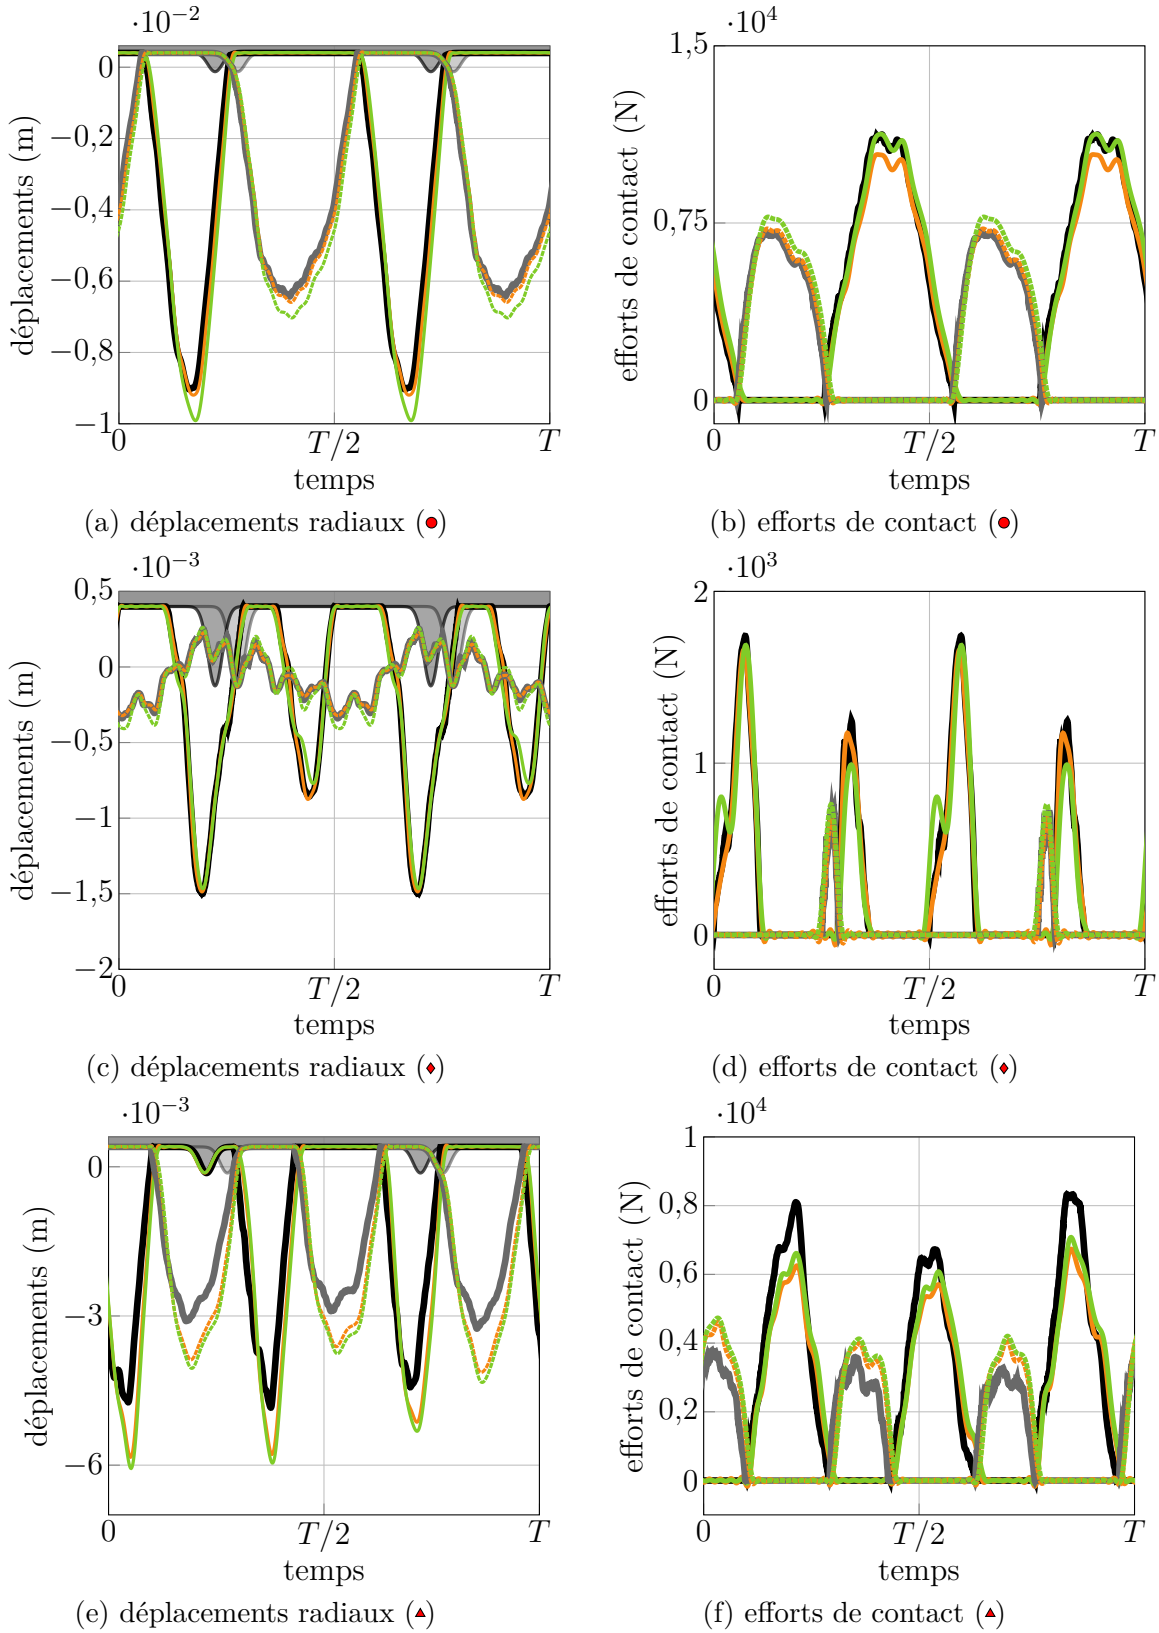 ·10⁻²
déplacements (m)
0
−0,2
−0,4
−0,6
−0,8
−1
0
T/2
T
temps
(a) déplacements radiaux (●)
·10⁴
efforts de contact (N)
1,5
0,75
0
0
T/2
T
temps
(b) efforts de contact (●)
·10⁻³
déplacements (m)
0,5
0
−0,5
−1
−1,5
−2
0
T/2
T
temps
(c) déplacements radiaux (♦)
·10³
efforts de contact (N)
2
1
0
0
T/2
T
temps
(d) efforts de contact (♦)
·10⁻³
déplacements (m)
0
−3
−6
0
T/2
T
temps
(e) déplacements radiaux (▲)
·10⁴
efforts de contact (N)
1
0,8
0,6
0,4
0,2
0
0
T/2
T
temps
(f) efforts de contact (▲)